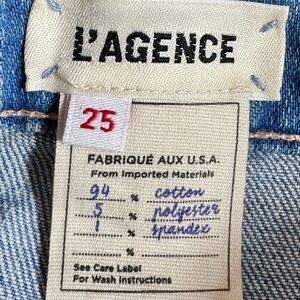 L'AGENCE
25
FABRIQUÉ AUX U.S.A.
From Imported Materials
94 % cotton
5 % polyester
1 % spandex
%
See Care Label
For Wash Instructions